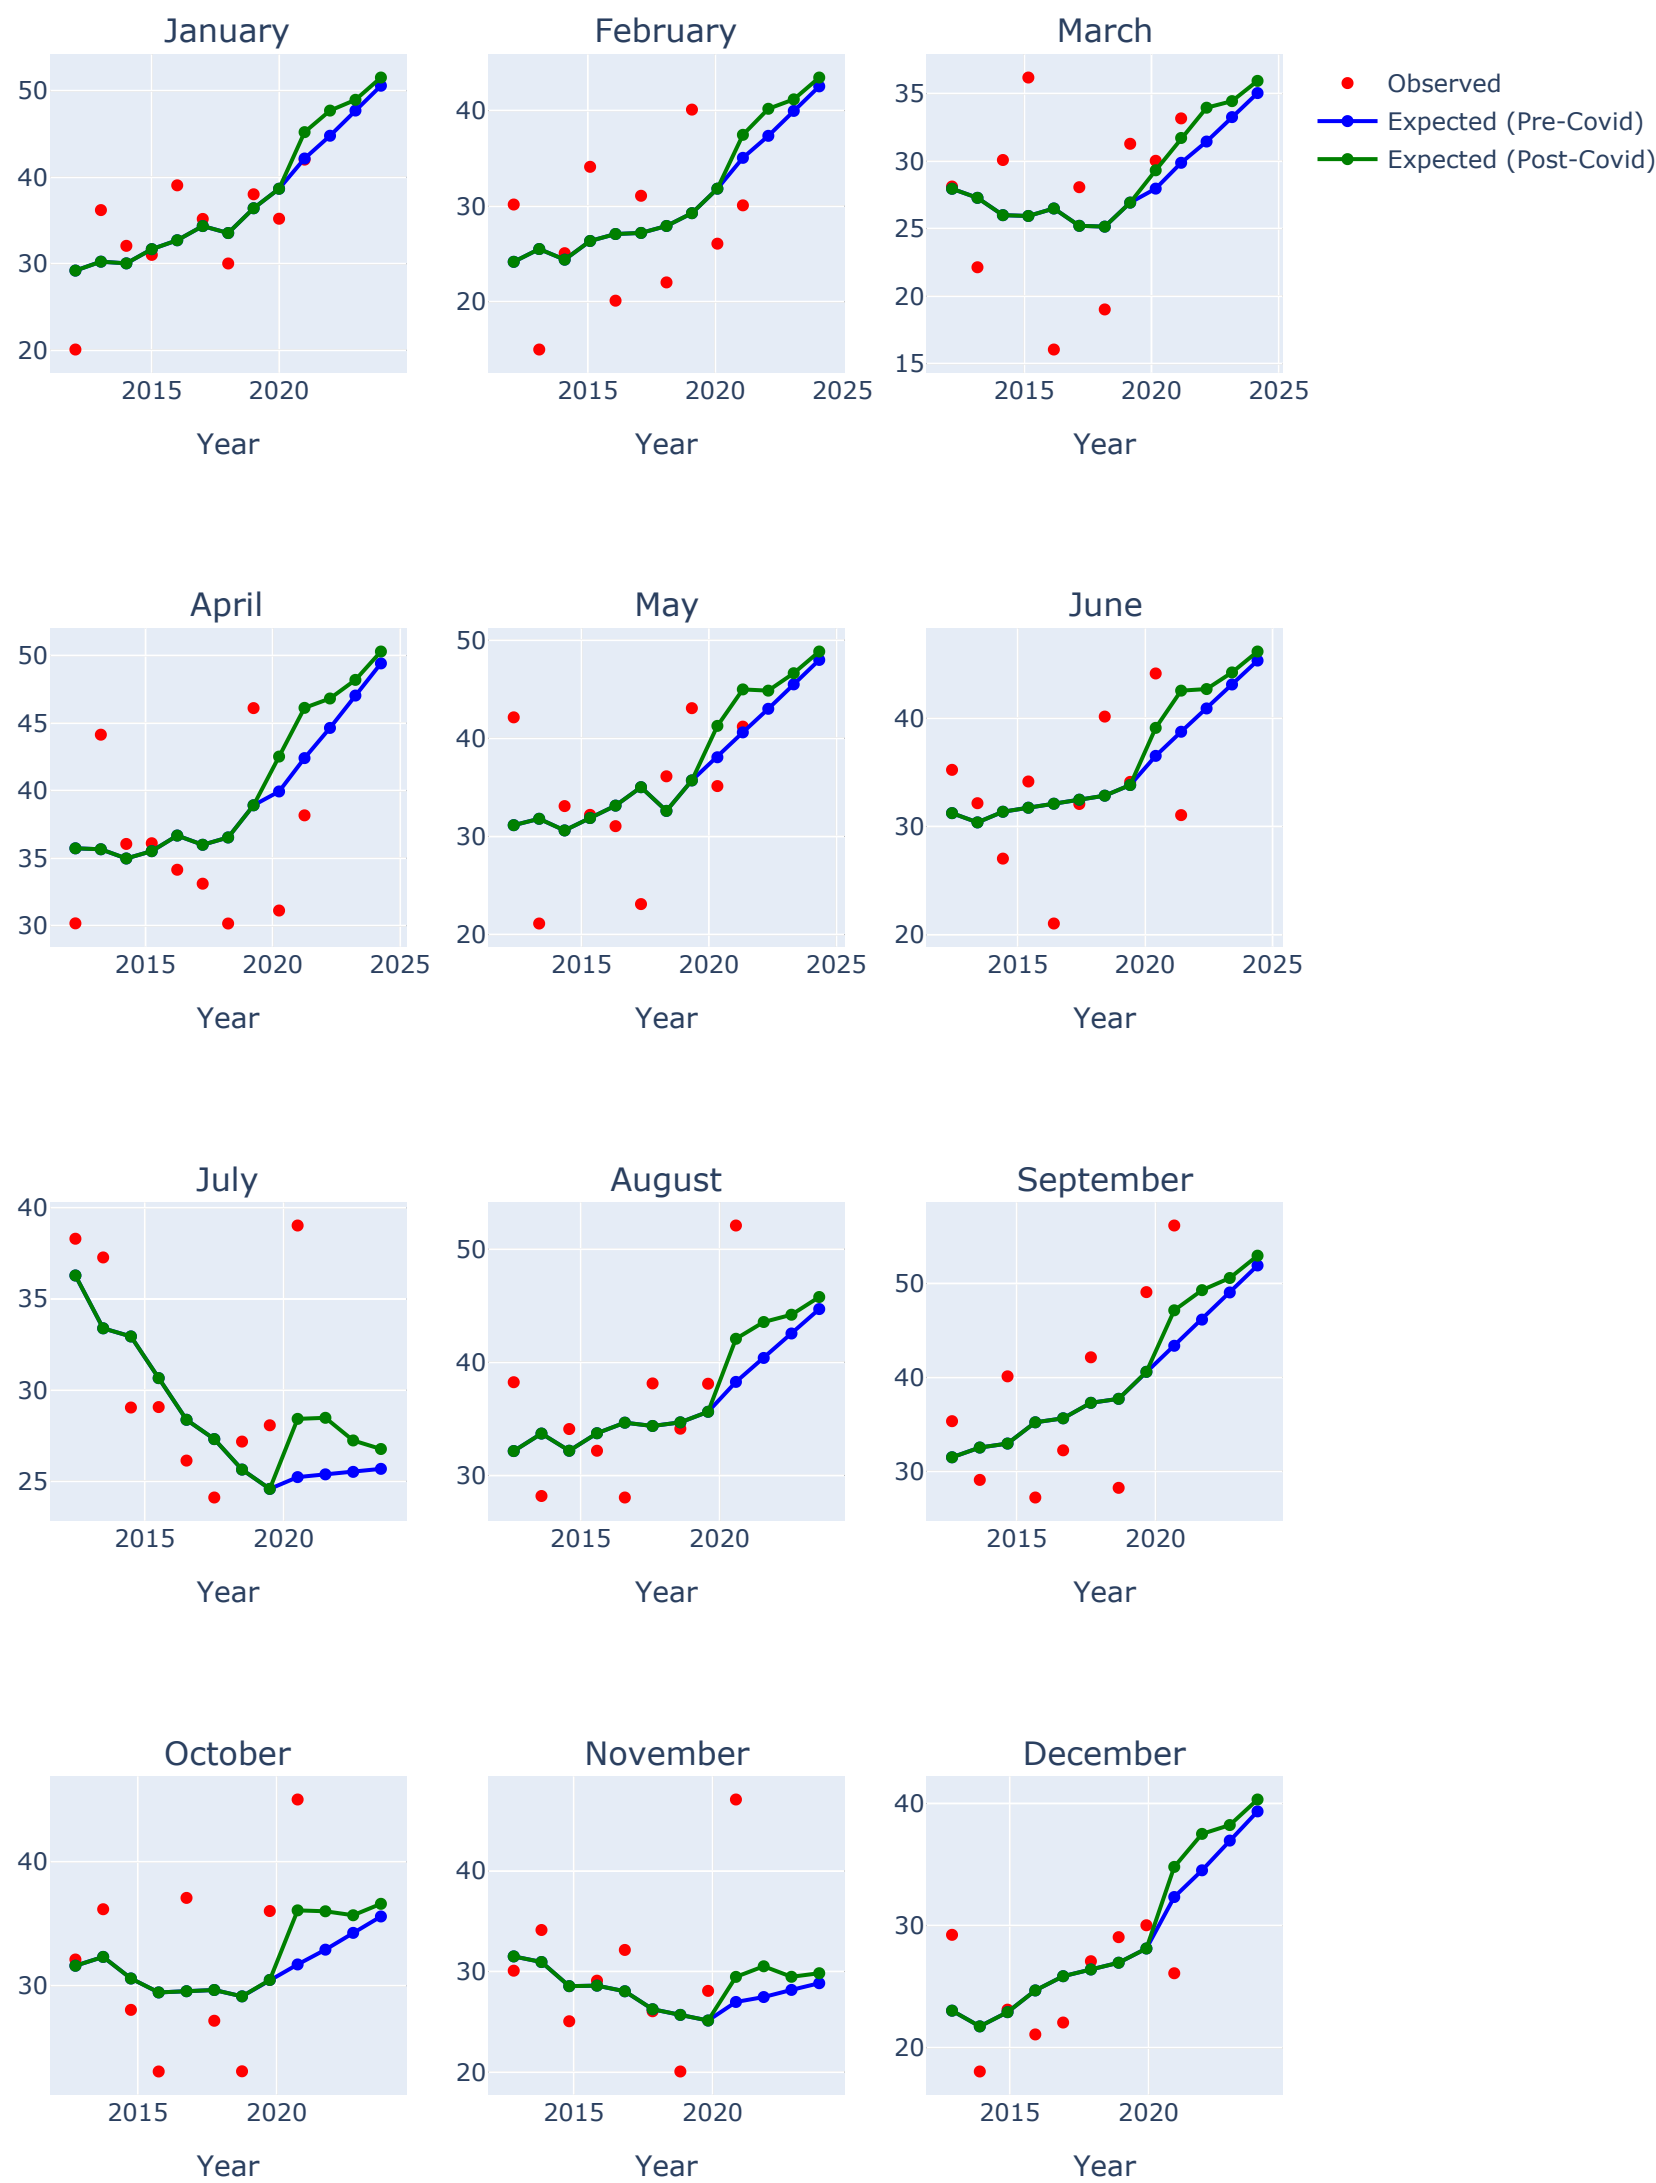 January
February
March
50
40
30
20
2015
2020
Year
40
30
20
2015
2020
2025
Year
35
30
25
20
15
2015
2020
2025
Year
Observed
Expected (Pre-Covid)
Expected (Post-Covid)
April
May
June
50
45
40
35
30
2015
2020
2025
Year
50
40
30
20
2015
2020
2025
Year
40
30
20
2015
2020
2025
Year
July
August
September
40
35
30
25
2015
2020
Year
50
40
30
2015
2020
Year
50
40
30
2015
2020
Year
October
November
December
40
30
2015
2020
Year
40
30
20
2015
2020
Year
40
30
20
2015
2020
Year